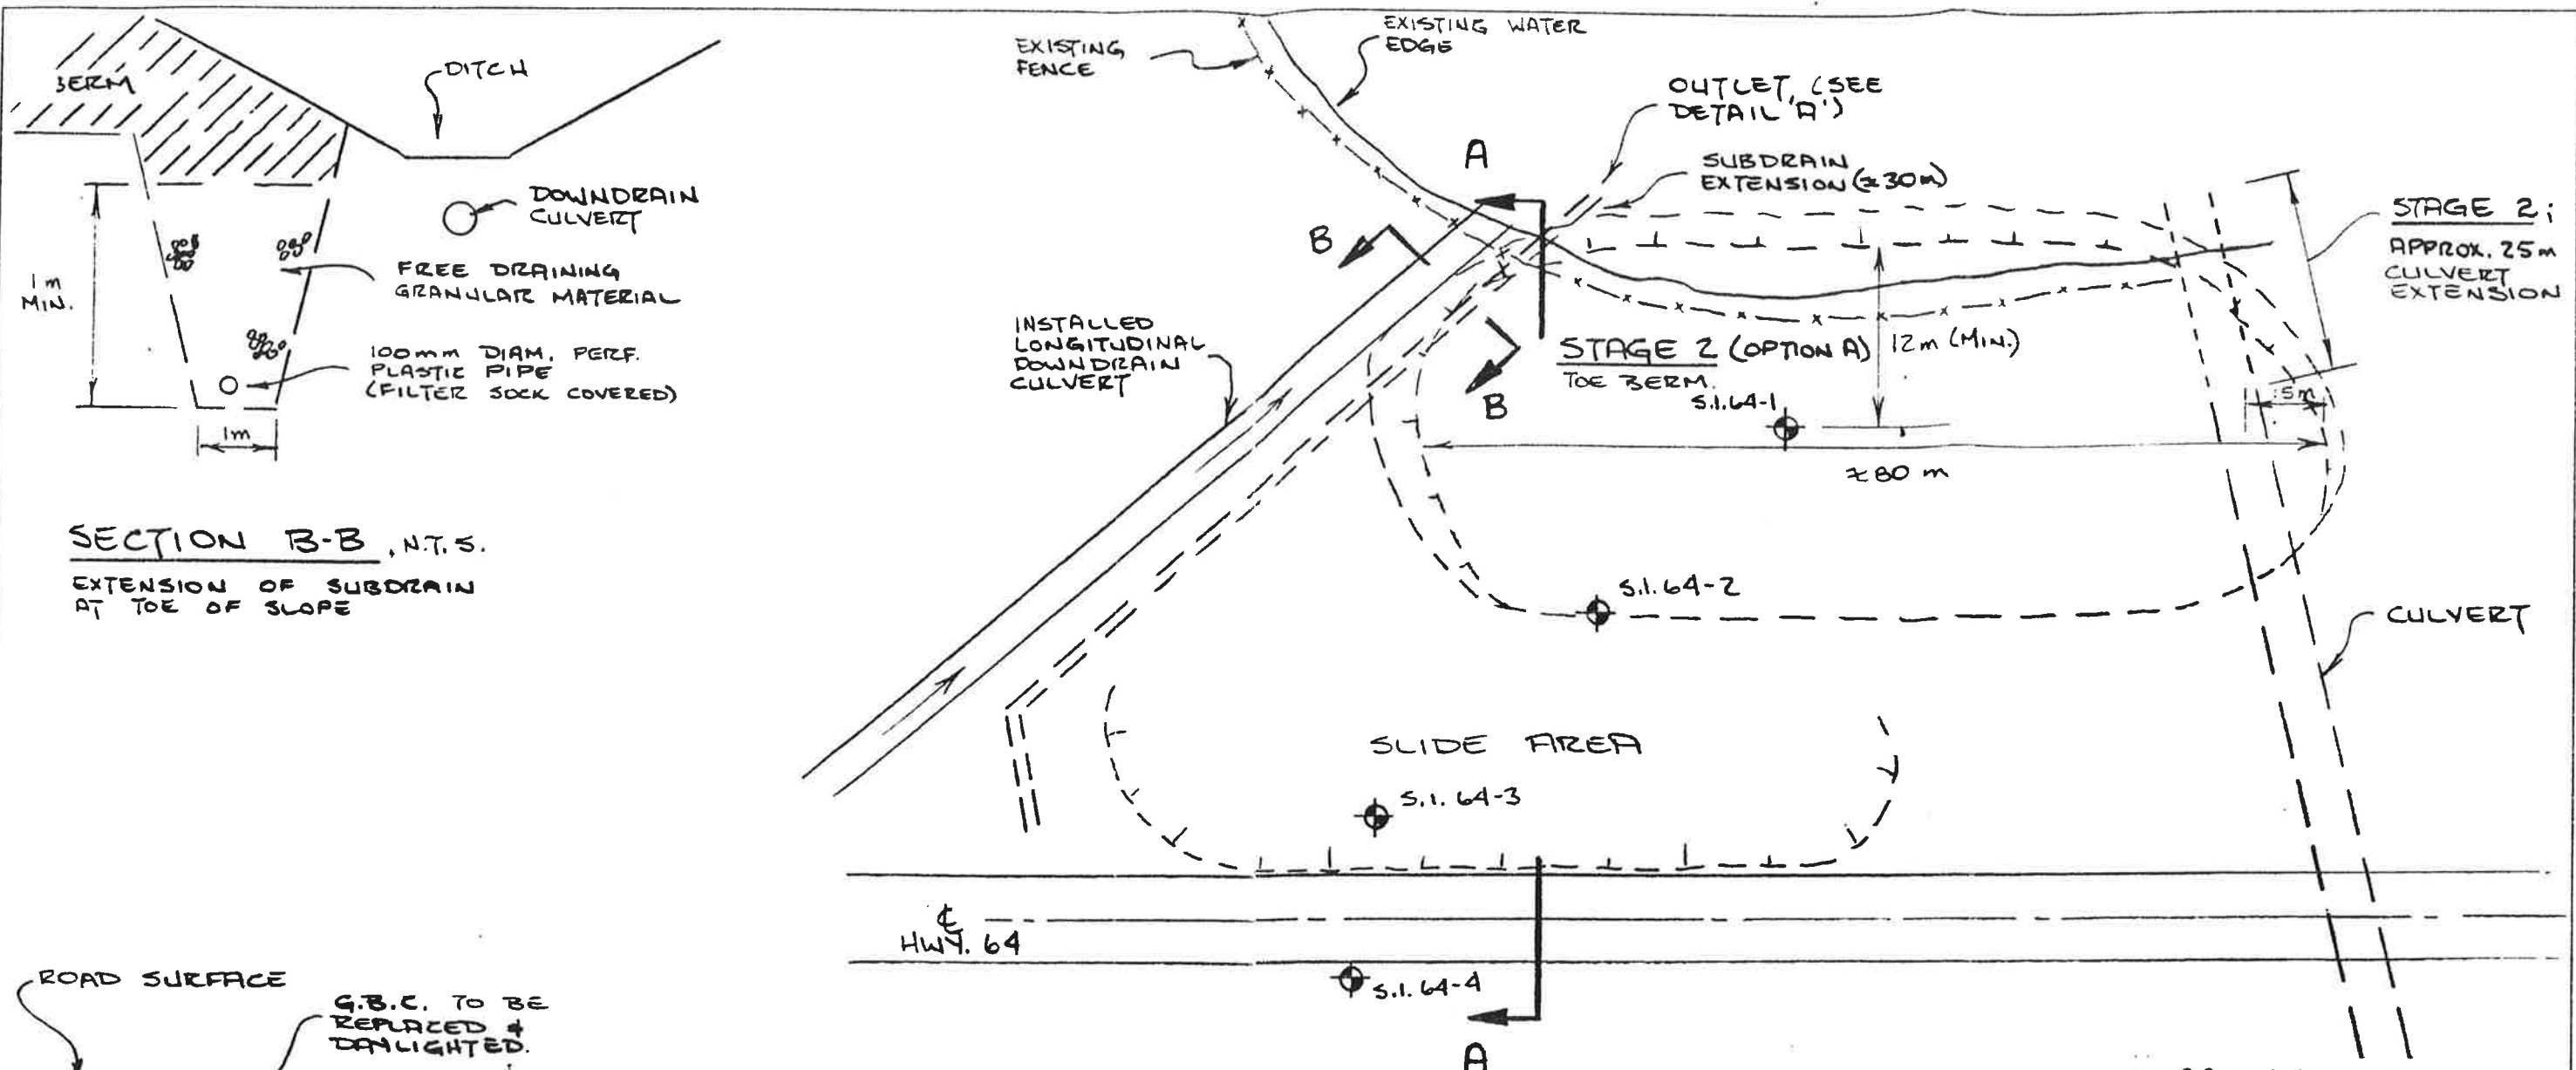 BERM
DITCH
DOWNDRAIN
CULVERT
1m
MIN.
FREE DRAINING
GRANULAR MATERIAL
100mm DIAM. PERF.
PLASTIC PIPE
(FILTER SOCK COVERED)
1m
SECTION B-B, N.T.S.
EXTENSION OF SUBDRAIN
AT TOE OF SLOPE
EXISTING
FENCE
EXISTING WATER
EDGE
OUTLET, (SEE
DETAIL 'A')
A
SUBDRAIN
EXTENSION (≈30m)
B
STAGE 2;
APPROX. 25m
CULVERT
EXTENSION
INSTALLED
LONGITUDINAL
DOWNDRAIN
CULVERT
STAGE 2 (OPTION A)
TOE BERM.
12m (MIN.)
B
S.I.64-1
5m
≈80 m
S.I.64-2
CULVERT
SLIDE AREA
S.I. 64-3
℄
HWY. 64
S.I.64-4
A
ROAD SURFACE
G.B.C. TO BE
REPLACED &
DAYLIGHTED.